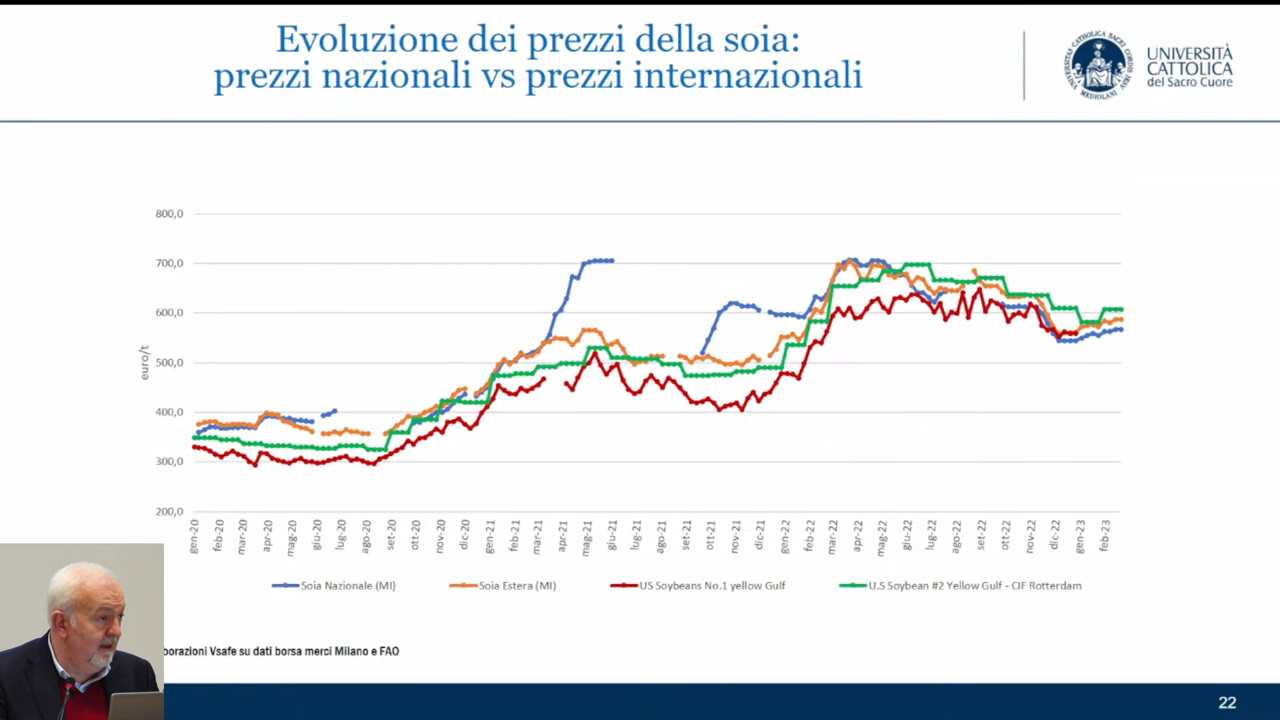 Evoluzione dei prezzi della soia:
prezzi nazionali vs prezzi internazionali
UNIVERSITÀ
CATTOLICA
del Sacro Cuore
800,0
700,0
600,0
500,0
400,0
300,0
200,0
euro/t
gen-20
feb-20
mar-20
apr-20
mag-20
giu-20
lug-20
ago-20
set-20
ott-20
nov-20
dic-20
gen-21
feb-21
mar-21
apr-21
mag-21
giu-21
lug-21
ago-21
set-21
ott-21
nov-21
dic-21
gen-22
feb-22
mar-22
apr-22
mag-22
giu-22
lug-22
ago-22
set-22
ott-22
nov-22
dic-22
gen-23
feb-23
Soia Nazionale (MI)
Soia Estera (MI)
US Soybeans No.1 yellow Gulf
U.S Soybean #2 Yellow Gulf - CIF Rotterdam
borazioni Vsafe su dati borsa merci Milano e FAO
22